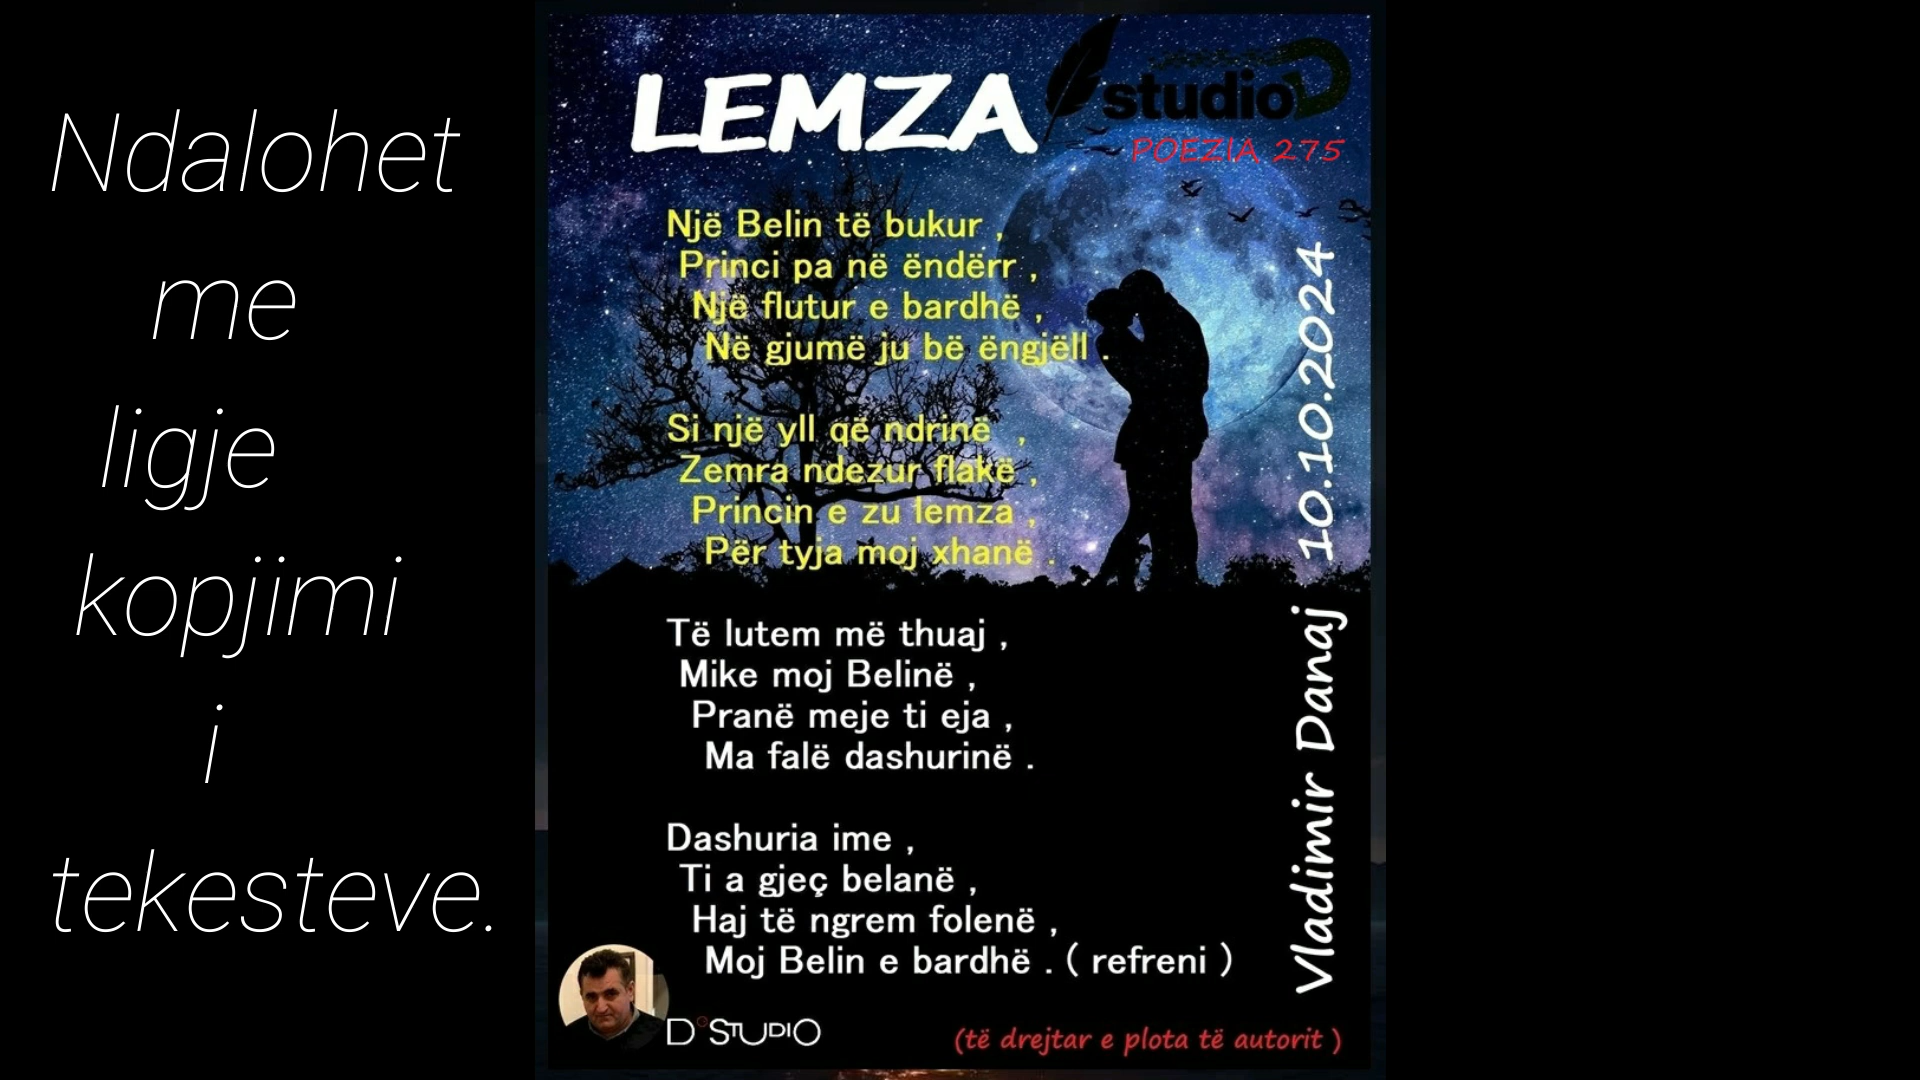 Ndalohet
me
ligje
kopjimi
i
tekesteve.
LEMZA
studio
POEZIA 275
Një Belin të bukur ,
Princi pa në ëndërr ,
Një flutur e bardhë ,
Në gjumë ju bë ëngjëll .
Si një yll që ndrinë ,
Zemra ndezur flakë ,
Princin e zu lemza ,
Për tyja moj xhanë .
Të lutem më thuaj ,
Mike moj Belinë ,
Pranë meje ti eja ,
Ma falë dashurinë .
Dashuria ime ,
Ti a gjeç belanë ,
Haj të ngrem folenë ,
Moj Belin e bardhë . ( refreni )
Vladimir Danaj 10.10.2024
D°STUDIO
(të drejtar e plota të autorit )